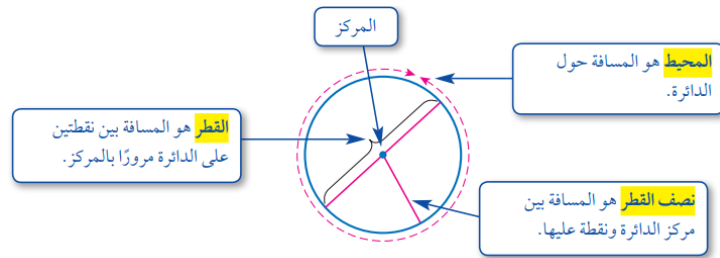 المركز
المحيط هو المسافة حول
الدائرة.
القطر هو المسافة بين نقطتين
على الدائرة مرورًا بالمركز.
نصف القطر هو المسافة بين
مركز الدائرة ونقطة عليها.